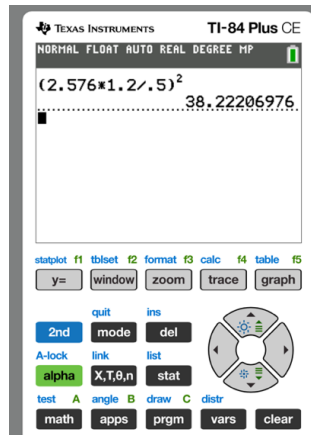 TEXAS INSTRUMENTS TI-84 Plus CE
NORMAL FLOAT AUTO REAL DEGREE MP
(2.576*1.2/.5)²
38.22206976
statplot f1 tblset f2 format f3 calc f4 table f5
y= window zoom trace graph
quit ins
2nd mode del
A-lock link list
alpha X,T,θ,n stat
test A angle B draw C distr
math apps prgm vars clear